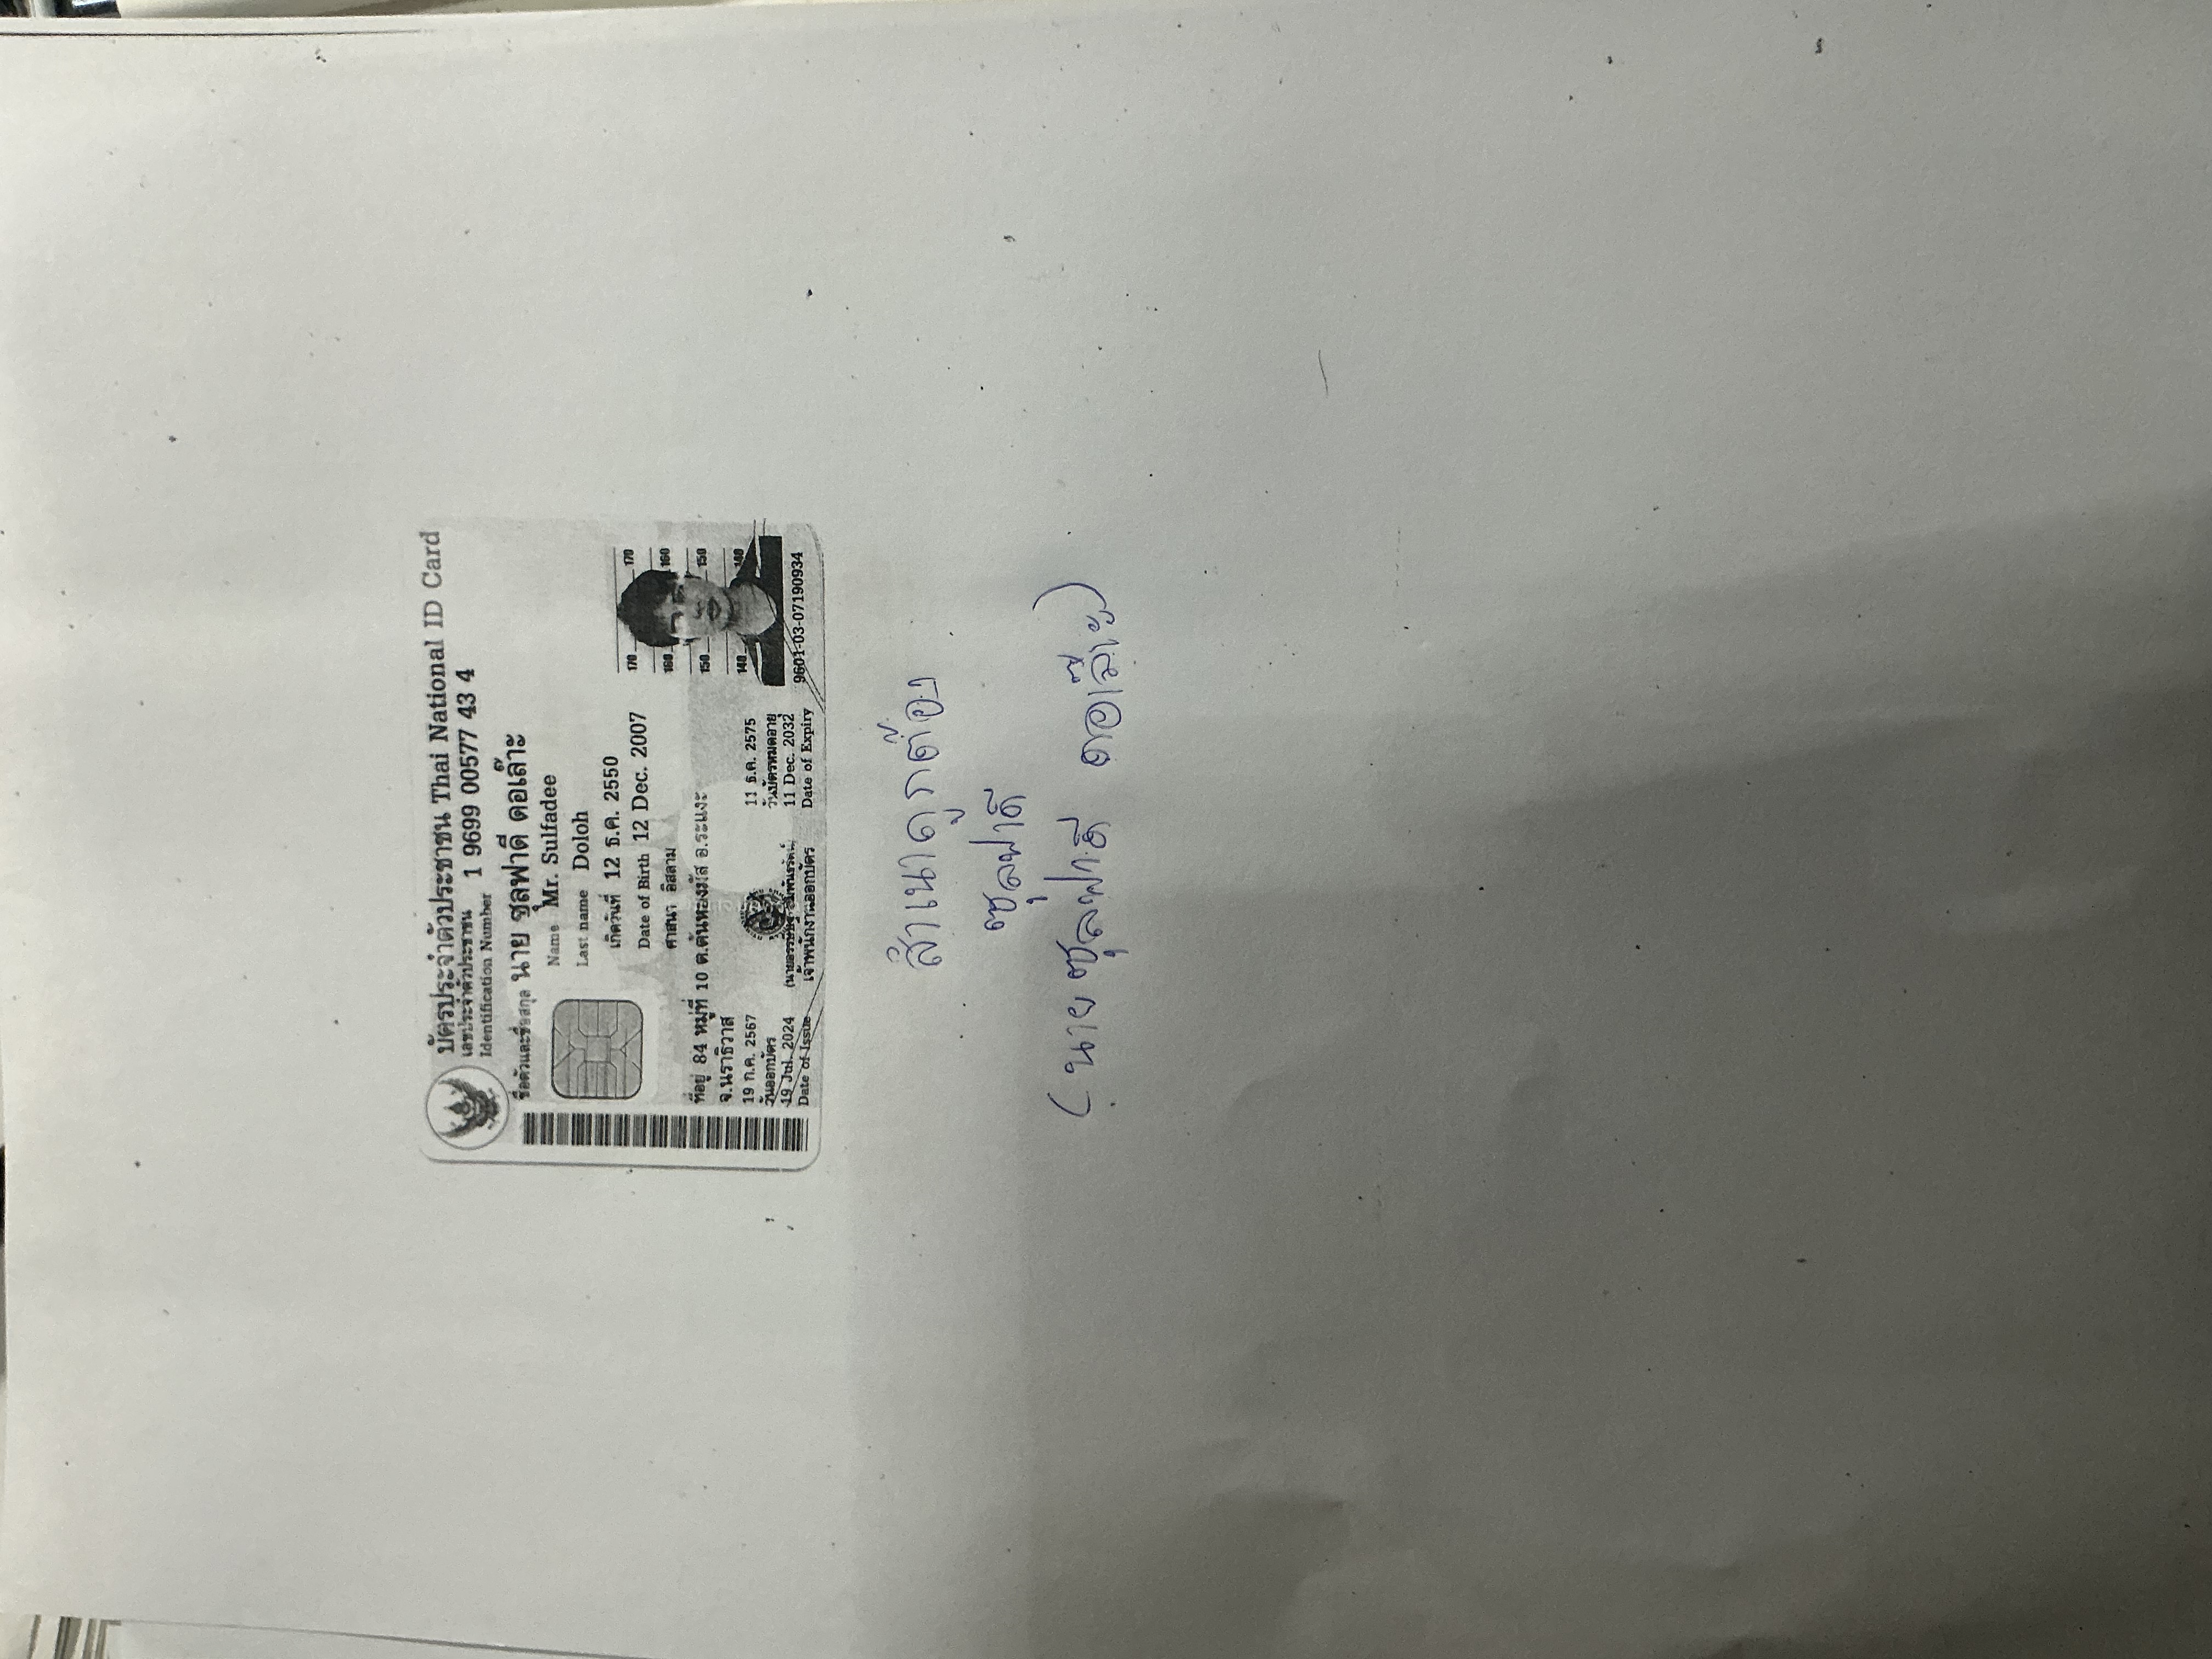 บัตรประจำตัวประชาชน Thai National ID Card
เลขประจำตัวประชาชน 1 9699 00577 43 4
Identification Number
ชื่อตัวและชื่อสกุล นาย ซุลฟาดี ดอเล๊าะ
Name Mr. Sulfadee
Last name Doloh
เกิดวันที่ 12 ธ.ค. 2550
Date of Birth 12 Dec. 2007
ศาสนา อิสลาม
ที่อยู่ 84 หมู่ที่ 10 ต.ตันหยงมัส อ.ระแงะ
จ.นราธิวาส
19 ก.ค. 2567
วันออกบัตร
19 Jul. 2024
Date of Issue
เจ้าพนักงานออกบัตร
11 ธ.ค. 2575
วันบัตรหมดอายุ
11 Dec. 2032
Date of Expiry
170 170
160 160
150 150
140 140
9601-03-07190934
สำเนาถูกต้อง
ซุลฟาดี
(นายซุลฟาดี ดอเล๊าะ)